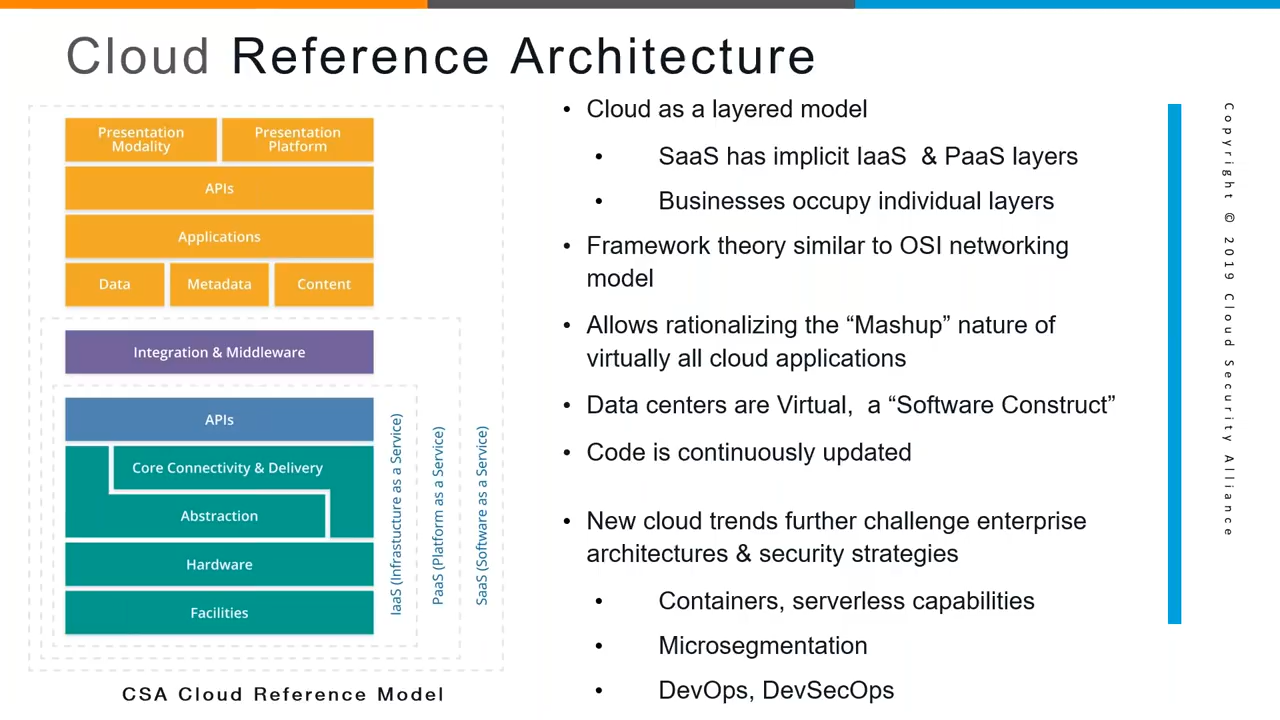 Cloud Reference Architecture
Presentation
Modality
Presentation
Platform
APIs
Applications
Data
Metadata
Content
Integration & Middleware
APIs
Core Connectivity & Delivery
Abstraction
Hardware
Facilities
IaaS (Infrastucture as a Service)
PaaS (Platform as a Service)
SaaS (Software as a Service)
CSA Cloud Reference Model
• Cloud as a layered model
• SaaS has implicit IaaS & PaaS layers
• Businesses occupy individual layers
• Framework theory similar to OSI networking
model
• Allows rationalizing the “Mashup” nature of
virtually all cloud applications
• Data centers are Virtual, a “Software Construct”
• Code is continuously updated
• New cloud trends further challenge enterprise
architectures & security strategies
• Containers, serverless capabilities
• Microsegmentation
• DevOps, DevSecOps
Copyright © 2019 Cloud Security Alliance